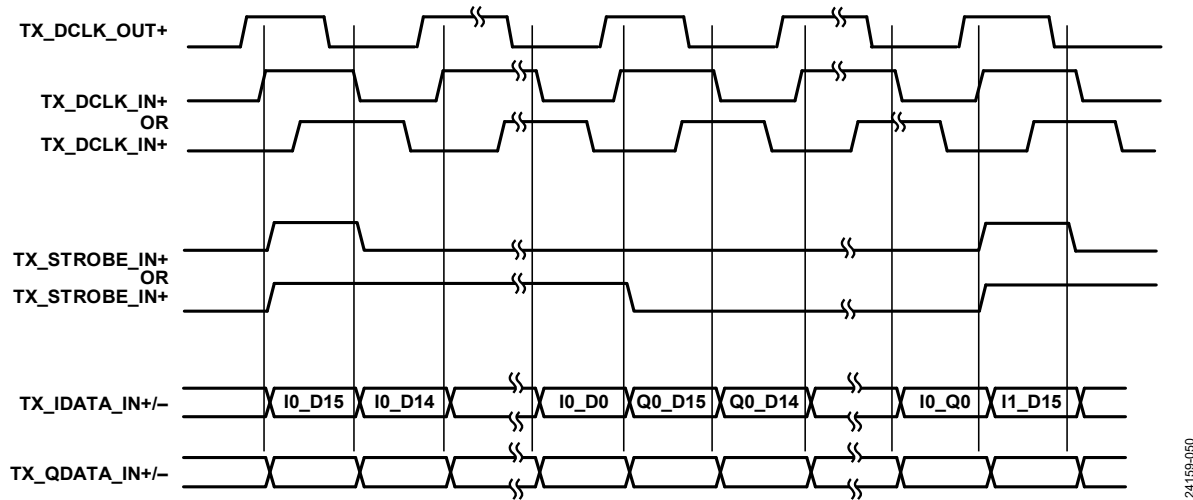 TX_DCLK_OUT+
TX_DCLK_IN+
OR
TX_DCLK_IN+
TX_STROBE_IN+
OR
TX_STROBE_IN+
TX_IDATA_IN+/–
I0_D15 I0_D14 I0_D0 Q0_D15 Q0_D14 I0_Q0 I1_D15
TX_QDATA_IN+/–
24159-050